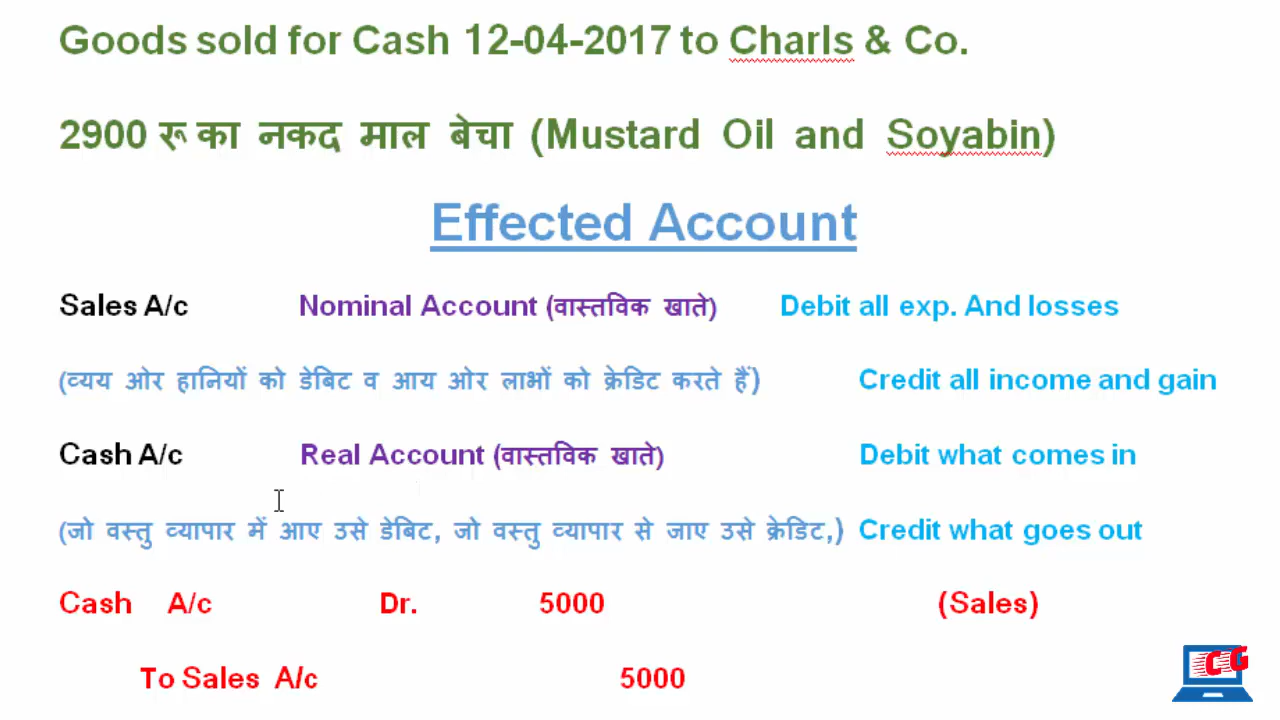 Goods sold for Cash 12-04-2017 to Charls & Co.
2900 रू का नकद माल बेचा (Mustard Oil and Soyabin)
Effected Account
Sales A/c Nominal Account (वास्तविक खाते) Debit all exp. And losses
(व्यय ओर हानियों को डेबिट व आय ओर लाभों को क्रेडिट करते हैं) Credit all income and gain
Cash A/c Real Account (वास्तविक खाते) Debit what comes in
(जो वस्तु व्यापार में आए उसे डेबिट, जो वस्तु व्यापार से जाए उसे क्रेडिट,) Credit what goes out
Cash A/c Dr. 5000 (Sales)
To Sales A/c 5000
CG